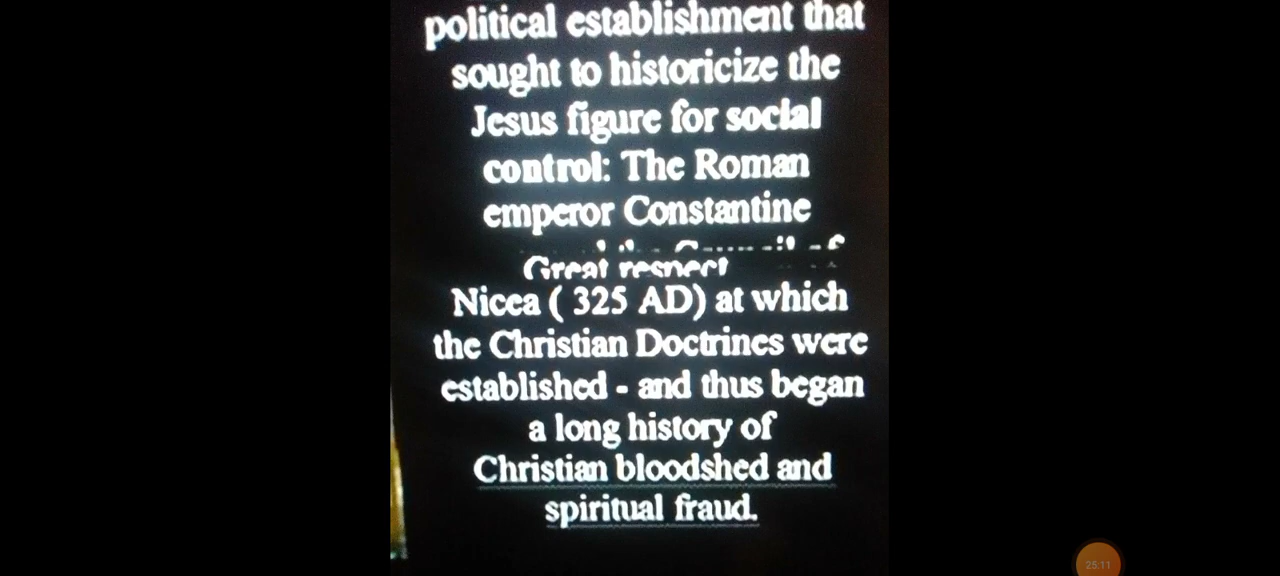 political establishment that
sought to historicize the
Jesus figure for social
control: The Roman
emperor Constantine
Great respect
Nicea ( 325 AD) at which
the Christian Doctrines were
established - and thus began
a long history of
Christian bloodshed and
spiritual fraud.
25:11